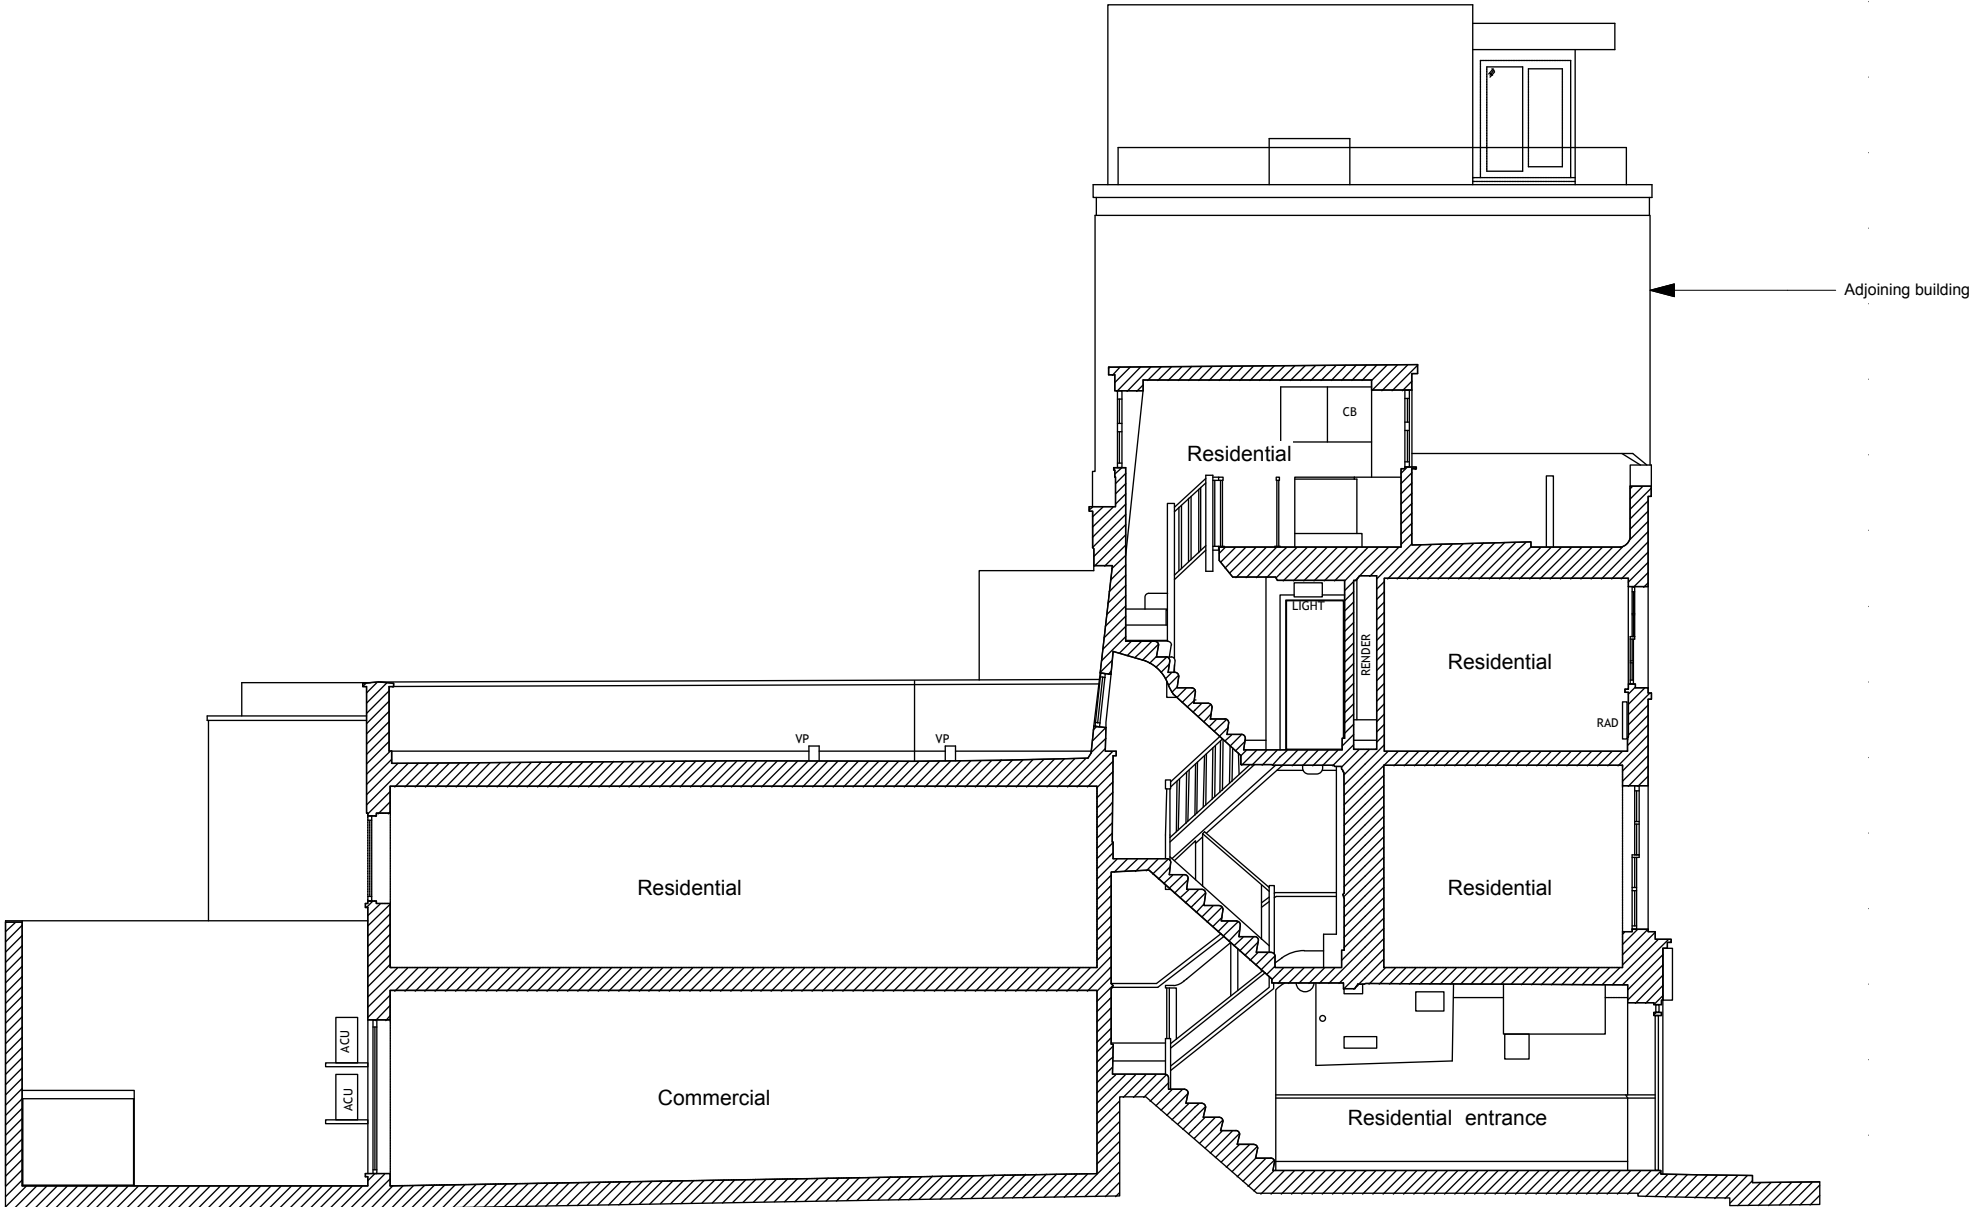 Adjoining building
CB
Residential
LIGHT
RENDER
Residential
RAD
VP
VP
Residential
Residential
ACU
ACU
Commercial
Residential entrance